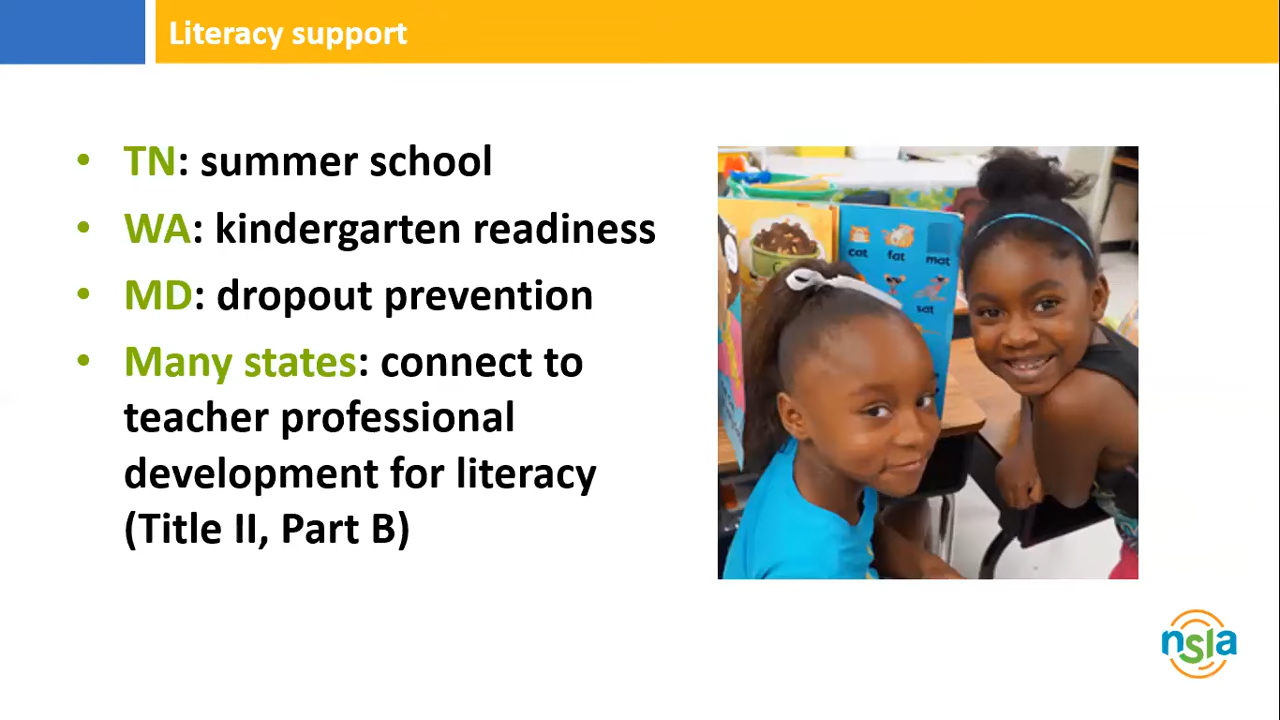 Literacy support
• TN: summer school
• WA: kindergarten readiness
• MD: dropout prevention
• Many states: connect to
teacher professional
development for literacy
(Title II, Part B)
cat fat mat
sat
nsla